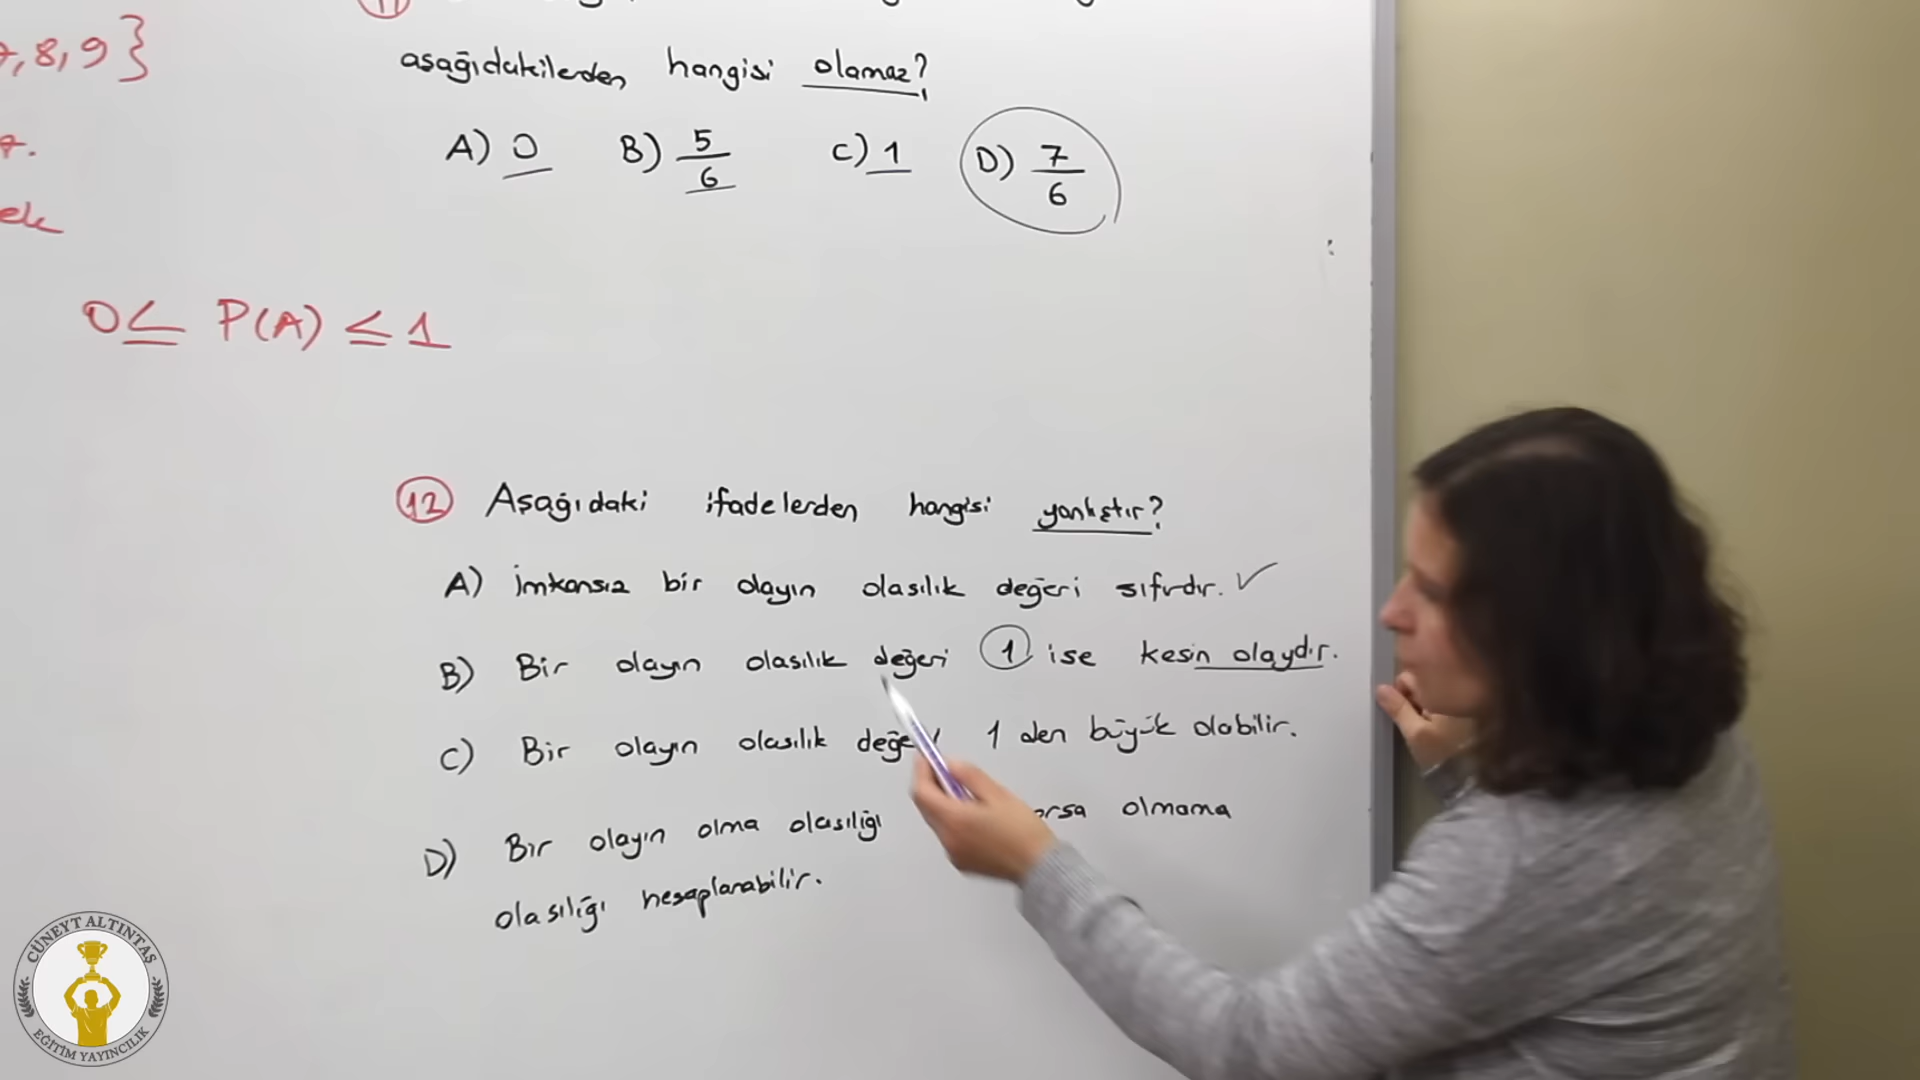 7, 8, 9 }
11
aşağıdakilerden hangisi olamaz?
A) 0 B) 5/6 C) 1 D) 7/6
0 ≤ P(A) ≤ 1
12 Aşağıdaki ifadelerden hangisi yanlıştır?
A) İmkansız bir olayın olasılık değeri sıfırdır. ✓
B) Bir olayın olasılık değeri 1 ise kesin olaydır.
C) Bir olayın olasılık 1 den büyük olabilir.
D) Bir olayın olma olasılığı olmama
olasılığı hesaplanabilir.
CÜNEYT ALTINTAŞ
EĞİTİM YAYINCILIK